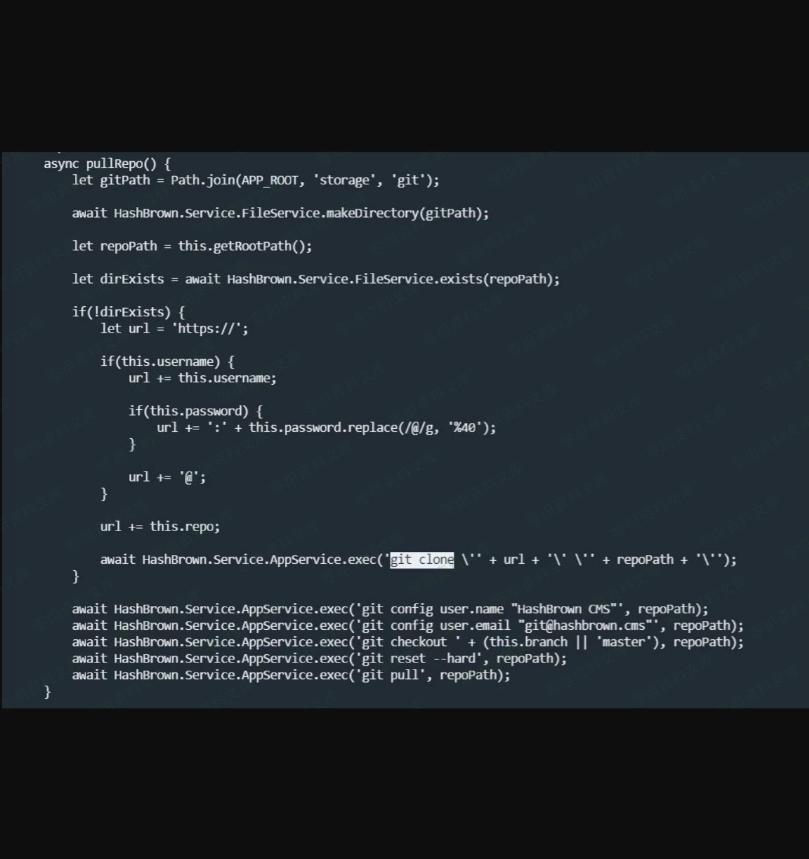 async pullRepo() {
let gitPath = Path.join(APP_ROOT, 'storage', 'git');
await HashBrown.Service.FileService.makeDirectory(gitPath);
let repoPath = this.getRootPath();
let dirExists = await HashBrown.Service.FileService.exists(repoPath);
if(!dirExists) {
let url = 'https://';
if(this.username) {
url += this.username;
if(this.password) {
url += ':' + this.password.replace(/@/g, '%40');
}
url += '@';
}
url += this.repo;
await HashBrown.Service.AppService.exec('git clone \'' + url + '\' \'' + repoPath + '\'');
}
await HashBrown.Service.AppService.exec('git config user.name "HashBrown CMS"', repoPath);
await HashBrown.Service.AppService.exec('git config user.email "git@hashbrown.cms"', repoPath);
await HashBrown.Service.AppService.exec('git checkout ' + (this.branch || 'master'), repoPath);
await HashBrown.Service.AppService.exec('git reset --hard', repoPath);
await HashBrown.Service.AppService.exec('git pull', repoPath);
}